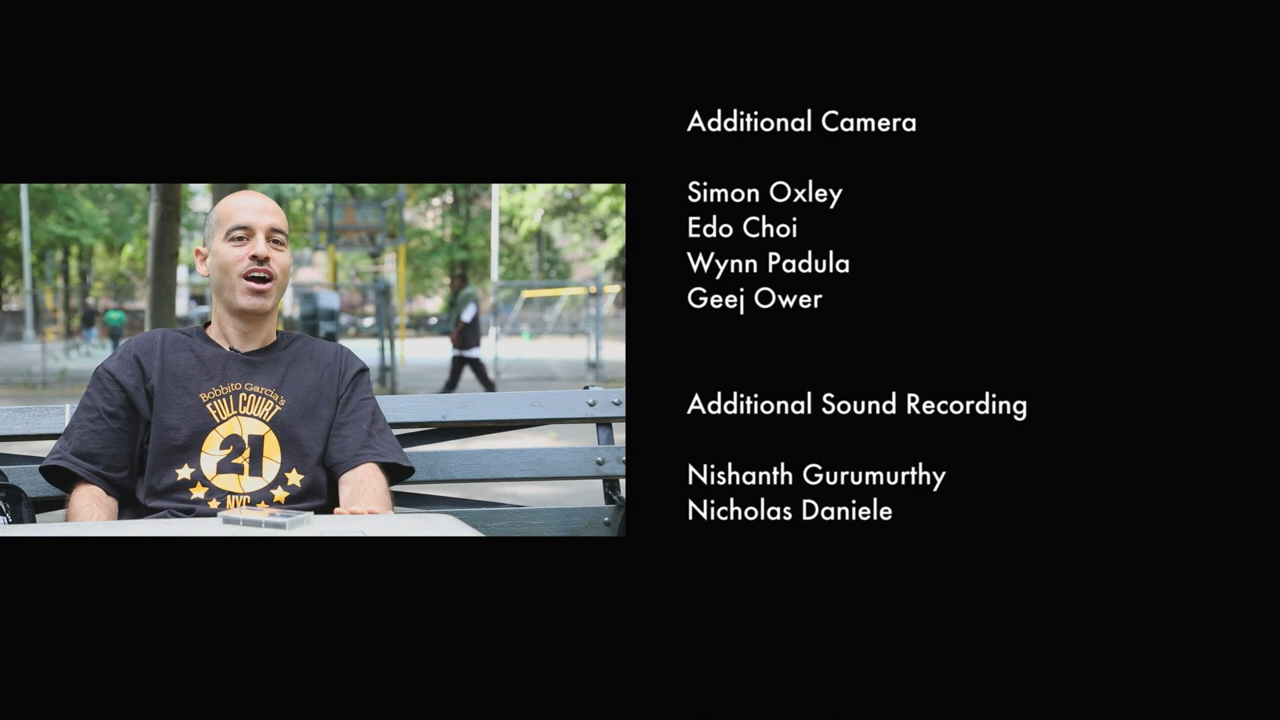 Additional Camera
Simon Oxley
Edo Choi
Wynn Padula
Geej Ower
Additional Sound Recording
Nishanth Gurumurthy
Nicholas Daniele
Bobbito Garcia's
FULL COURT
21
NYC